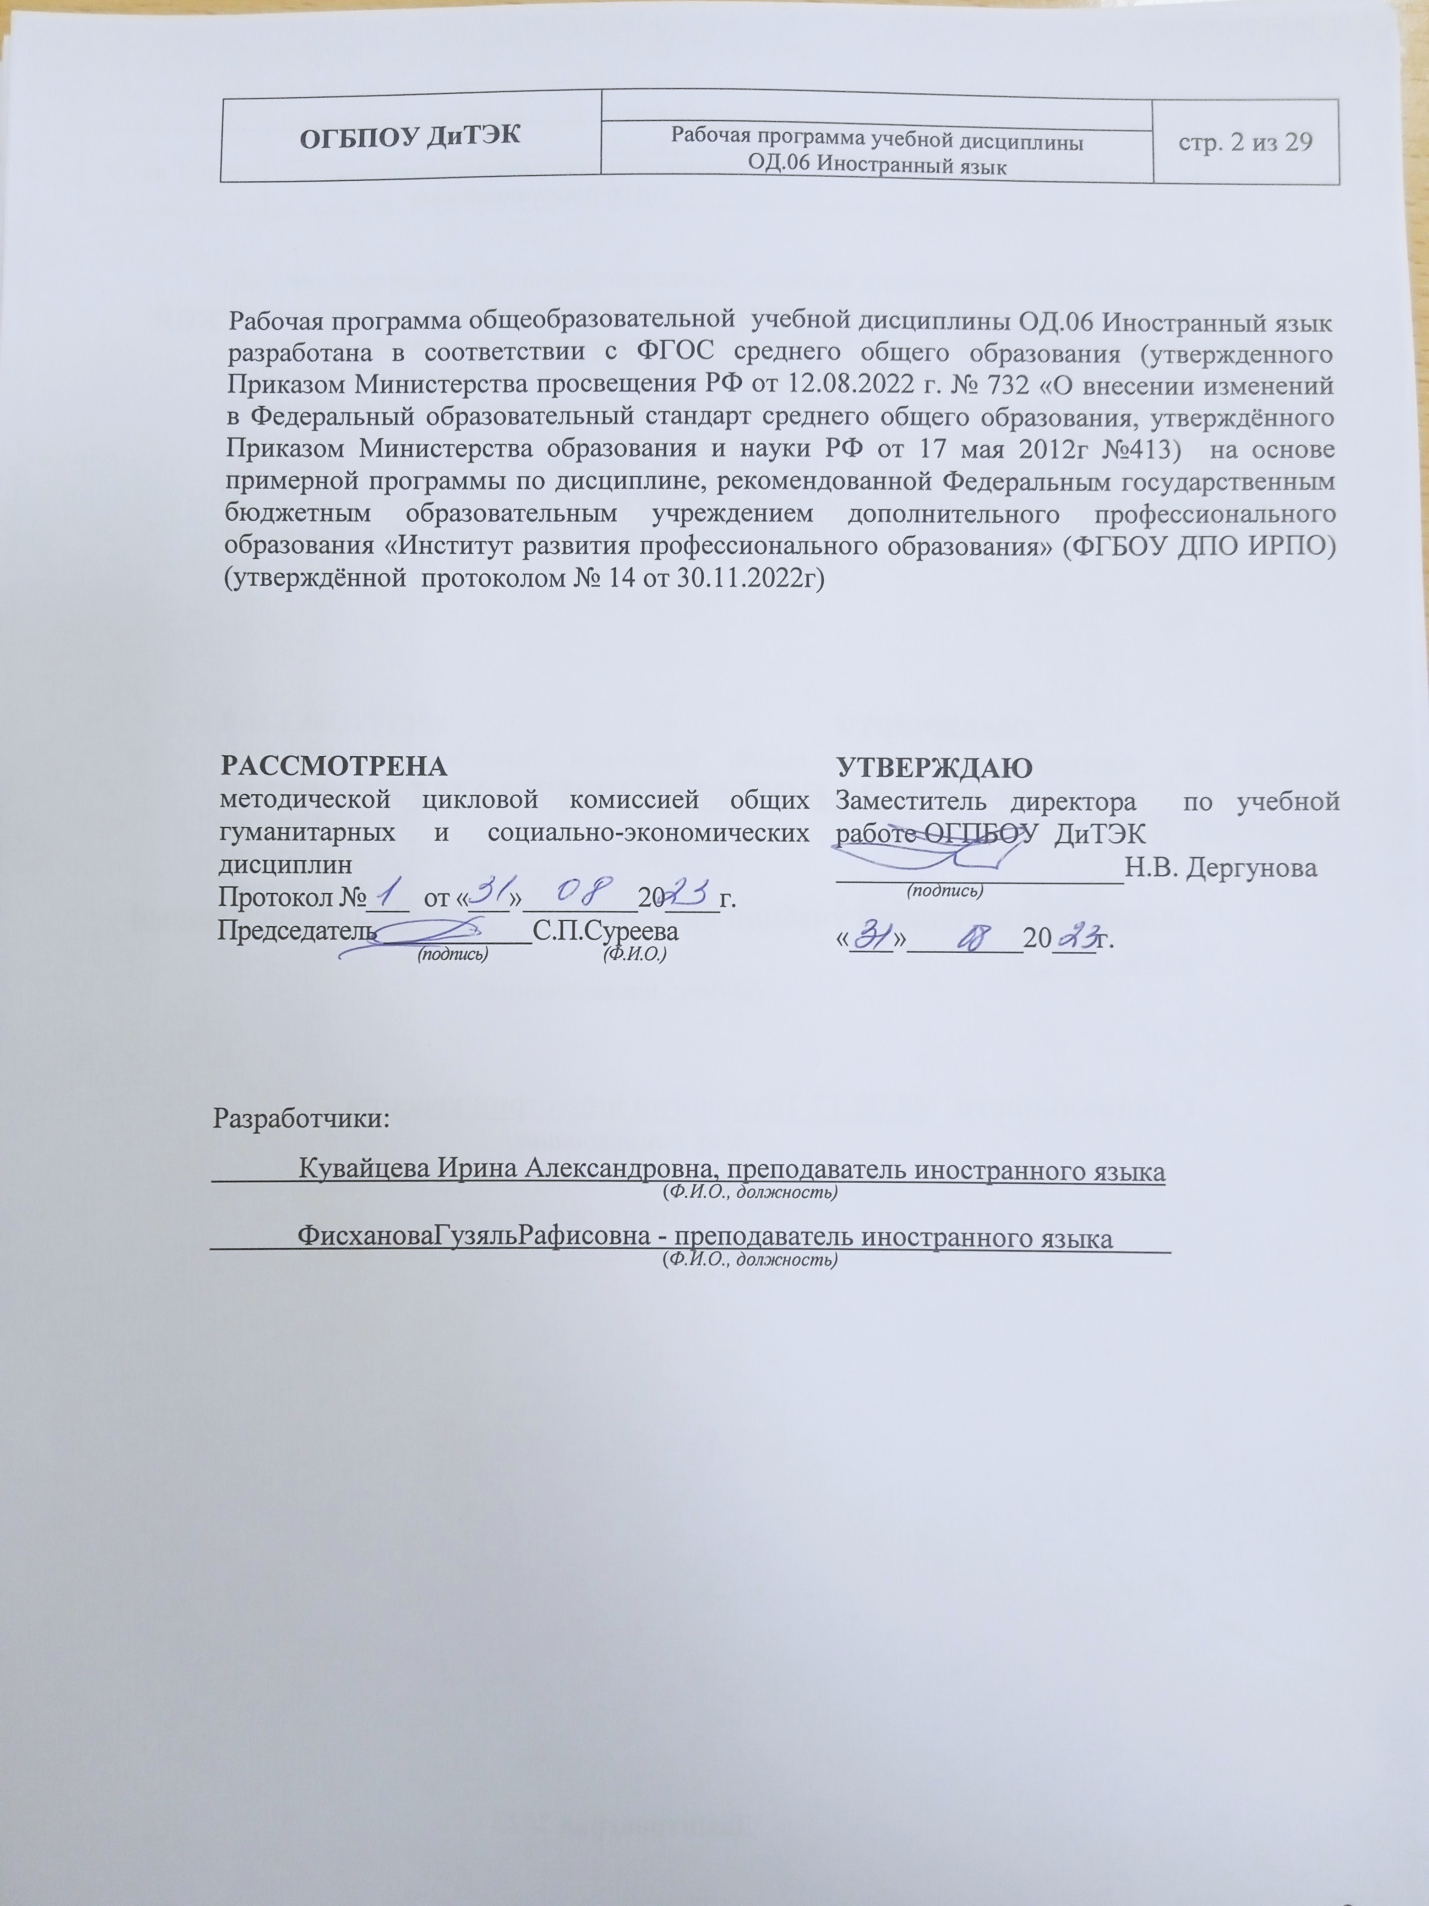 ОГБПОУ ДиТЭК
Рабочая программа учебной дисциплины
ОД.06 Иностранный язык
стр. 2 из 29
Рабочая программа общеобразовательной учебной дисциплины ОД.06 Иностранный язык
разработана в соответствии с ФГОС среднего общего образования (утвержденного
Приказом Министерства просвещения РФ от 12.08.2022 г. № 732 «О внесении изменений
в Федеральный образовательный стандарт среднего общего образования, утверждённого
Приказом Министерства образования и науки РФ от 17 мая 2012г №413) на основе
примерной программы по дисциплине, рекомендованной Федеральным государственным
бюджетным образовательным учреждением дополнительного профессионального
образования «Институт развития профессионального образования» (ФГБОУ ДПО ИРПО)
(утверждённой протоколом № 14 от 30.11.2022г)
РАССМОТРЕНА
методической цикловой комиссией общих
гуманитарных и социально-экономических
дисциплин
Протокол № 1 от «31» 08 2023 г.
Председатель С.П.Суреева
(подпись) (Ф.И.О.)
УТВЕРЖДАЮ
Заместитель директора по учебной
работе ОГПБОУ ДиТЭК
Н.В. Дергунова
(подпись)
«31» 08 20 23г.
Разработчики:
Кувайцева Ирина Александровна, преподаватель иностранного языка
(Ф.И.О., должность)
ФисхановаГузяльРафисовна - преподаватель иностранного языка
(Ф.И.О., должность)